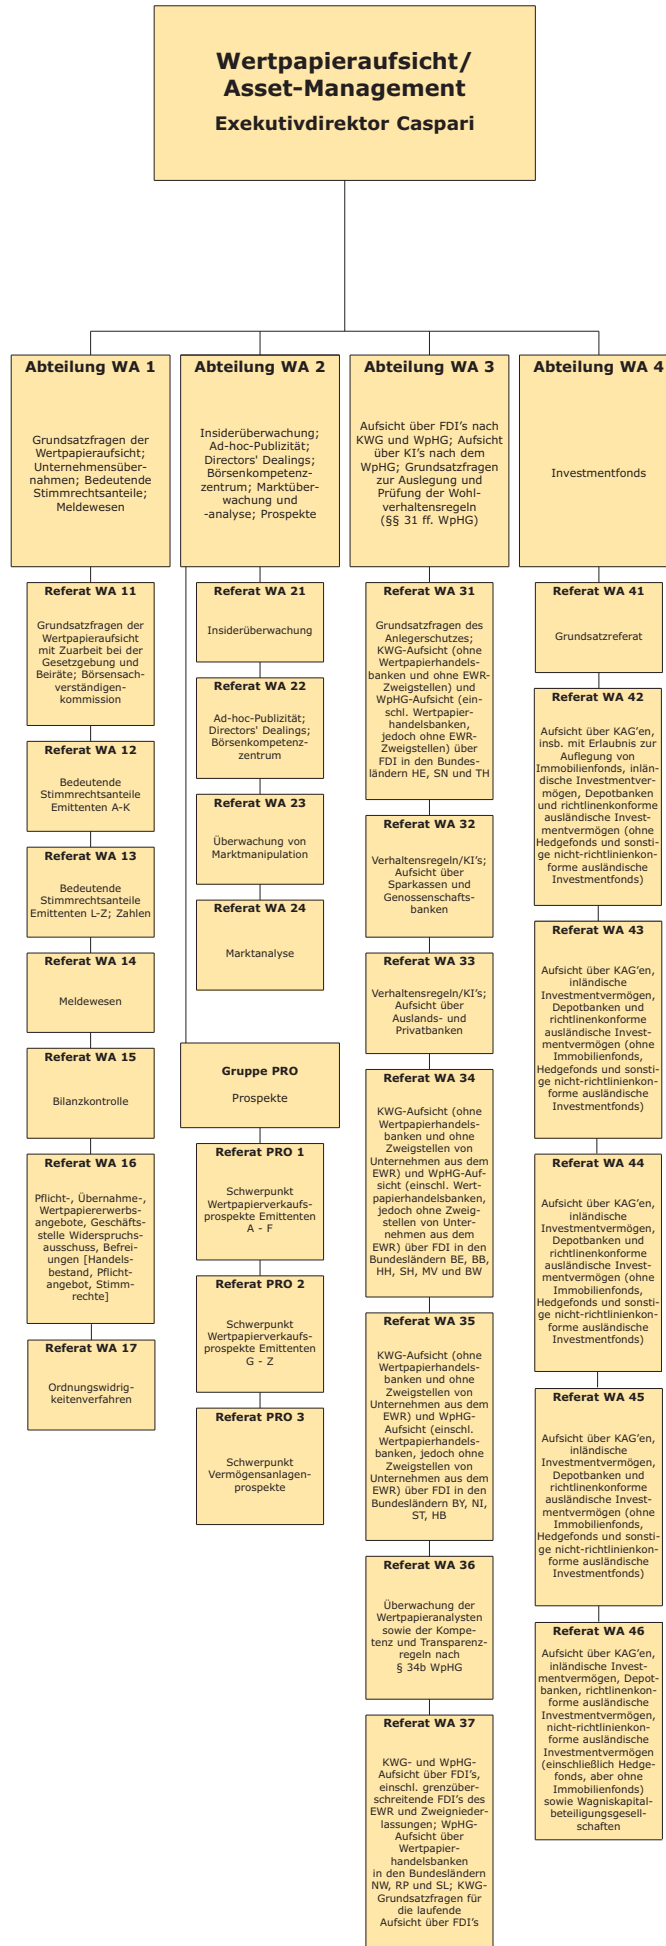 Wertpapieraufsicht/
Asset-Management
Exekutivdirektor Caspari
Abteilung WA 1
Grundsatzfragen der
Wertpapieraufsicht;
Unternehmensüber-
nahmen; Bedeutende
Stimmrechtsanteile;
Meldewesen
Referat WA 11
Grundsatzfragen der
Wertpapieraufsicht
mit Zuarbeit bei der
Gesetzgebung und
Beiräte; Börsensach-
verständigen-
kommission
Referat WA 12
Bedeutende
Stimmrechtsanteile
Emittenten A-K
Referat WA 13
Bedeutende
Stimmrechtsanteile
Emittenten L-Z; Zahlen
Referat WA 14
Meldewesen
Referat WA 15
Bilanzkontrolle
Referat WA 16
Pflicht-, Übernahme-,
Wertpapiererwerbs-
angebote, Geschäfts-
stelle Widerspruchs-
ausschuss, Befrei-
ungen [Handels-
bestand, Pflicht-
angebot, Stimm-
rechte]
Referat WA 17
Ordnungswidrig-
keitenverfahren
Abteilung WA 2
Insiderüberwachung;
Ad-hoc-Publizität;
Directors' Dealings;
Börsenkompetenz-
zentrum; Marktüber-
wachung und
-analyse; Prospekte
Referat WA 21
Insiderüberwachung
Referat WA 22
Ad-hoc-Publizität;
Directors' Dealings;
Börsenkompetenz-
zentrum
Referat WA 23
Überwachung von
Marktmanipulation
Referat WA 24
Marktanalyse
Gruppe PRO
Prospekte
Referat PRO 1
Schwerpunkt
Wertpapierverkaufs-
prospekte Emittenten
A - F
Referat PRO 2
Schwerpunkt
Wertpapierverkaufs-
prospekte Emittenten
G - Z
Referat PRO 3
Schwerpunkt
Vermögensanlagen-
prospekte
Abteilung WA 3
Aufsicht über FDI's nach
KWG und WpHG; Aufsicht
über KI's nach dem
WpHG; Grundsatzfragen
zur Auslegung und
Prüfung der Wohl-
verhaltensregeln
(§§ 31 ff. WpHG)
Referat WA 31
Grundsatzfragen des
Anlegerschutzes;
KWG-Aufsicht (ohne
Wertpapierhandels-
banken und ohne EWR-
Zweigstellen) und
WpHG-Aufsicht (ein-
schl. Wertpapier-
handelsbanken,
jedoch ohne EWR-
Zweigstellen) über
FDI in den Bundes-
ländern HE, SN und TH
Referat WA 32
Verhaltensregeln/KI's;
Aufsicht über
Sparkassen und
Genossenschafts-
banken
Referat WA 33
Verhaltensregeln/KI's;
Aufsicht über
Auslands- und
Privatbanken
Referat WA 34
KWG-Aufsicht (ohne
Wertpapierhandels-
banken und ohne
Zweigstellen von
Unternehmen aus dem
EWR) und WpHG-Auf-
sicht (einschl. Wert-
papierhandelsbanken,
jedoch ohne Zweig-
stellen von Unter-
nehmen aus dem
EWR) über FDI in den
Bundesländern BE, BB,
HH, SH, MV und BW
Referat WA 35
KWG-Aufsicht (ohne
Wertpapierhandels-
banken und ohne
Zweigstellen von
Unternehmen aus dem
EWR) und WpHG-
Aufsicht (einschl.
Wertpapierhandels-
banken, jedoch ohne
Zweigstellen von
Unternehmen aus dem
EWR) über FDI in den
Bundesländern BY, NI,
ST, HB
Referat WA 36
Überwachung der
Wertpapieranalysten
sowie der Kompe-
tenz und Transparenz-
regeln nach
§ 34b WpHG
Referat WA 37
KWG- und WpHG-
Aufsicht über FDI's,
einschl. grenzüber-
schreitende FDI's des
EWR und Zweignieder-
lassungen; WpHG-
Aufsicht über
Wertpapier-
handelsbanken
in den Bundesländern
NW, RP und SL; KWG-
Grundsatzfragen für
die laufende
Aufsicht über FDI's
Abteilung WA 4
Investmentfonds
Referat WA 41
Grundsatzreferat
Referat WA 42
Aufsicht über KAG'en,
insb. mit Erlaubnis zur
Auflegung von
Immobilienfonds, inlän-
dische Investmentver-
mögen, Depotbanken
und richtlinenkonforme
ausländische Invest-
mentvermögen (ohne
Hedgefonds und sonsti-
ge nicht-richtlinienkon-
forme ausländische
Investmentfonds)
Referat WA 43
Aufsicht über KAG'en,
inländische
Investmentvermögen,
Depotbanken und
richtlinenkonforme
ausländische Invest-
mentvermögen (ohne
Immobilienfonds,
Hedgefonds und sonsti-
ge nicht-richtlinienkon-
forme ausländische
Investmentfonds)
Referat WA 44
Aufsicht über KAG'en,
inländische
Investmentvermögen,
Depotbanken und
richtlinenkonforme
ausländische Invest-
mentvermögen (ohne
Immobilienfonds,
Hedgefonds und sonsti-
ge nicht-richtlinienkon-
forme ausländische
Investmentfonds)
Referat WA 45
Aufsicht über KAG'en,
inländische
Investmentvermögen,
Depotbanken und
richtlinenkonforme
ausländische Invest-
mentvermögen (ohne
Immobilienfonds,
Hedgefonds und sonsti-
ge nicht-richtlinienkon-
forme ausländische
Investmentfonds)
Referat WA 46
Aufsicht über KAG'en,
inländische Invest-
mentvermögen, Depot-
banken, richtlinenkon-
forme ausländische
Investmentvermögen,
nicht-richtlinienkon-
forme ausländische
Investmentvermögen
(einschließlich Hedge-
fonds, aber ohne
Immobilienfonds)
sowie Wagniskapital-
beteiligungsgesell-
schaften